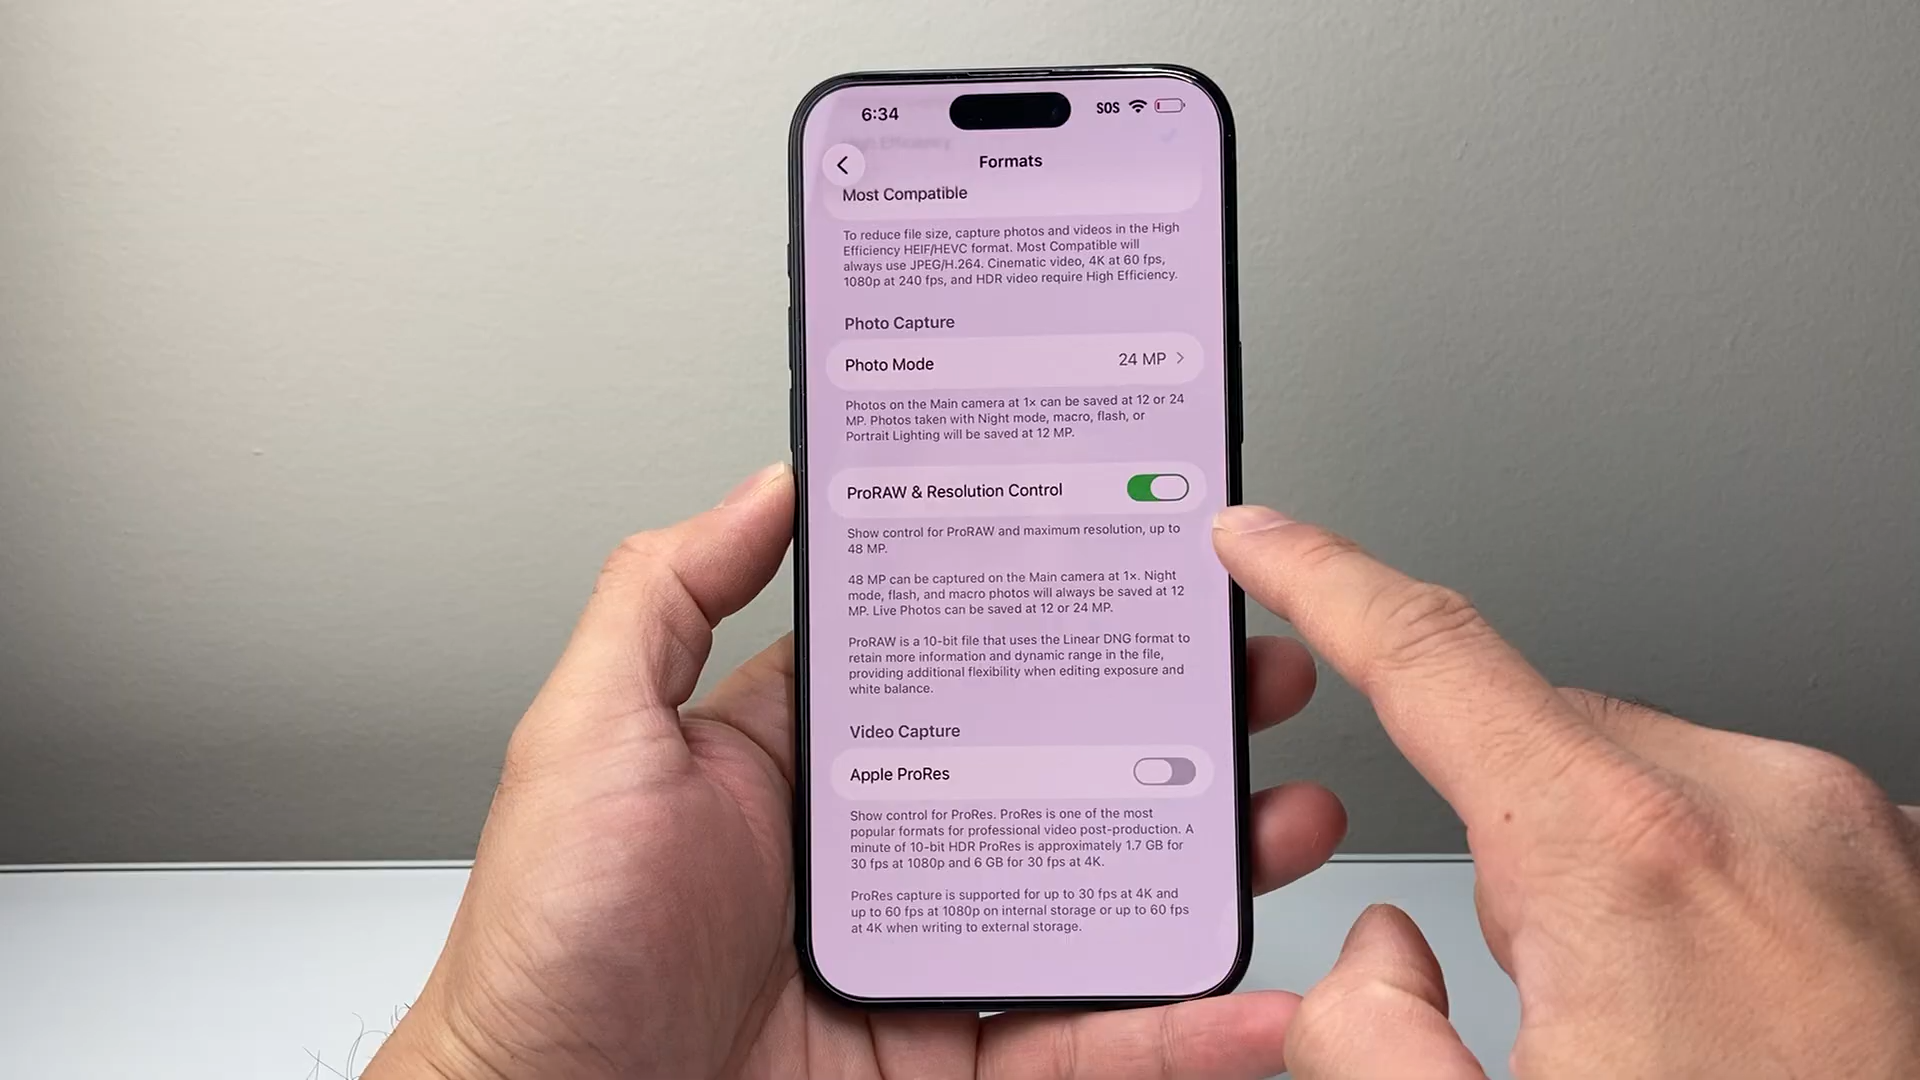 6:34
SOS
Efficiency
Formats
Most Compatible
To reduce file size, capture photos and videos in the High
Efficiency HEIF/HEVC format. Most Compatible will
always use JPEG/H.264. Cinematic video, 4K at 60 fps,
1080p at 240 fps, and HDR video require High Efficiency.
Photo Capture
Photo Mode 24 MP
Photos on the Main camera at 1x can be saved at 12 or 24
MP. Photos taken with Night mode, macro, flash, or
Portrait Lighting will be saved at 12 MP.
ProRAW & Resolution Control
Show control for ProRAW and maximum resolution, up to
48 MP.
48 MP can be captured on the Main camera at 1x. Night
mode, flash, and macro photos will always be saved at 12
MP. Live Photos can be saved at 12 or 24 MP.
ProRAW is a 10-bit file that uses the Linear DNG format to
retain more information and dynamic range in the file,
providing additional flexibility when editing exposure and
white balance.
Video Capture
Apple ProRes
Show control for ProRes. ProRes is one of the most
popular formats for professional video post-production. A
minute of 10-bit HDR ProRes is approximately 1.7 GB for
30 fps at 1080p and 6 GB for 30 fps at 4K.
ProRes capture is supported for up to 30 fps at 4K and
up to 60 fps at 1080p on internal storage or up to 60 fps
at 4K when writing to external storage.